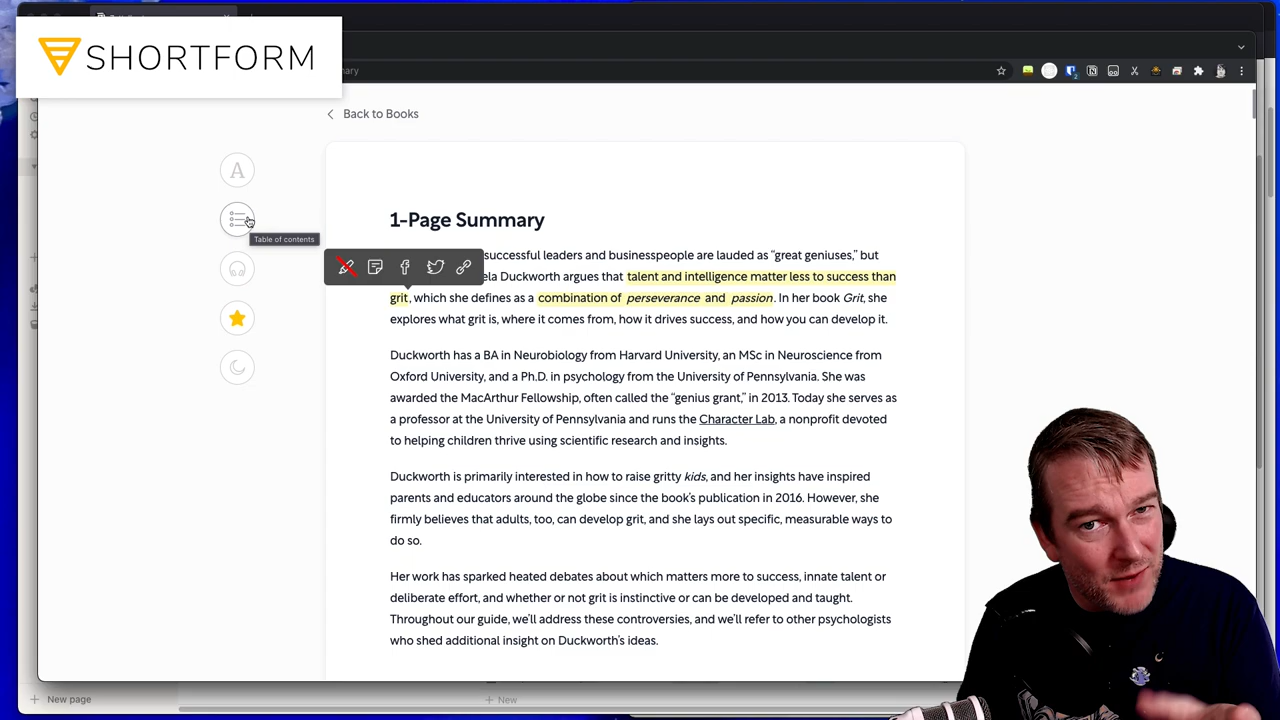 SHORTFORM
mary
Back to Books
A
Table of contents
1-Page Summary
successful leaders and businesspeople are lauded as “great geniuses,” but
ela Duckworth argues that talent and intelligence matter less to success than
grit, which she defines as a combination of perseverance and passion. In her book Grit, she
explores what grit is, where it comes from, how it drives success, and how you can develop it.
Duckworth has a BA in Neurobiology from Harvard University, an MSc in Neuroscience from
Oxford University, and a Ph.D. in psychology from the University of Pennsylvania. She was
awarded the MacArthur Fellowship, often called the “genius grant,” in 2013. Today she serves as
a professor at the University of Pennsylvania and runs the Character Lab, a nonprofit devoted
to helping children thrive using scientific research and insights.
Duckworth is primarily interested in how to raise gritty kids, and her insights have inspired
parents and educators around the globe since the book’s publication in 2016. However, she
firmly believes that adults, too, can develop grit, and she lays out specific, measurable ways to
do so.
Her work has sparked heated debates about which matters more to success, innate talent or
deliberate effort, and whether or not grit is instinctive or can be developed and taught.
Throughout our guide, we’ll address these controversies, and we’ll refer to other psychologists
who shed additional insight on Duckworth’s ideas.
New page
New